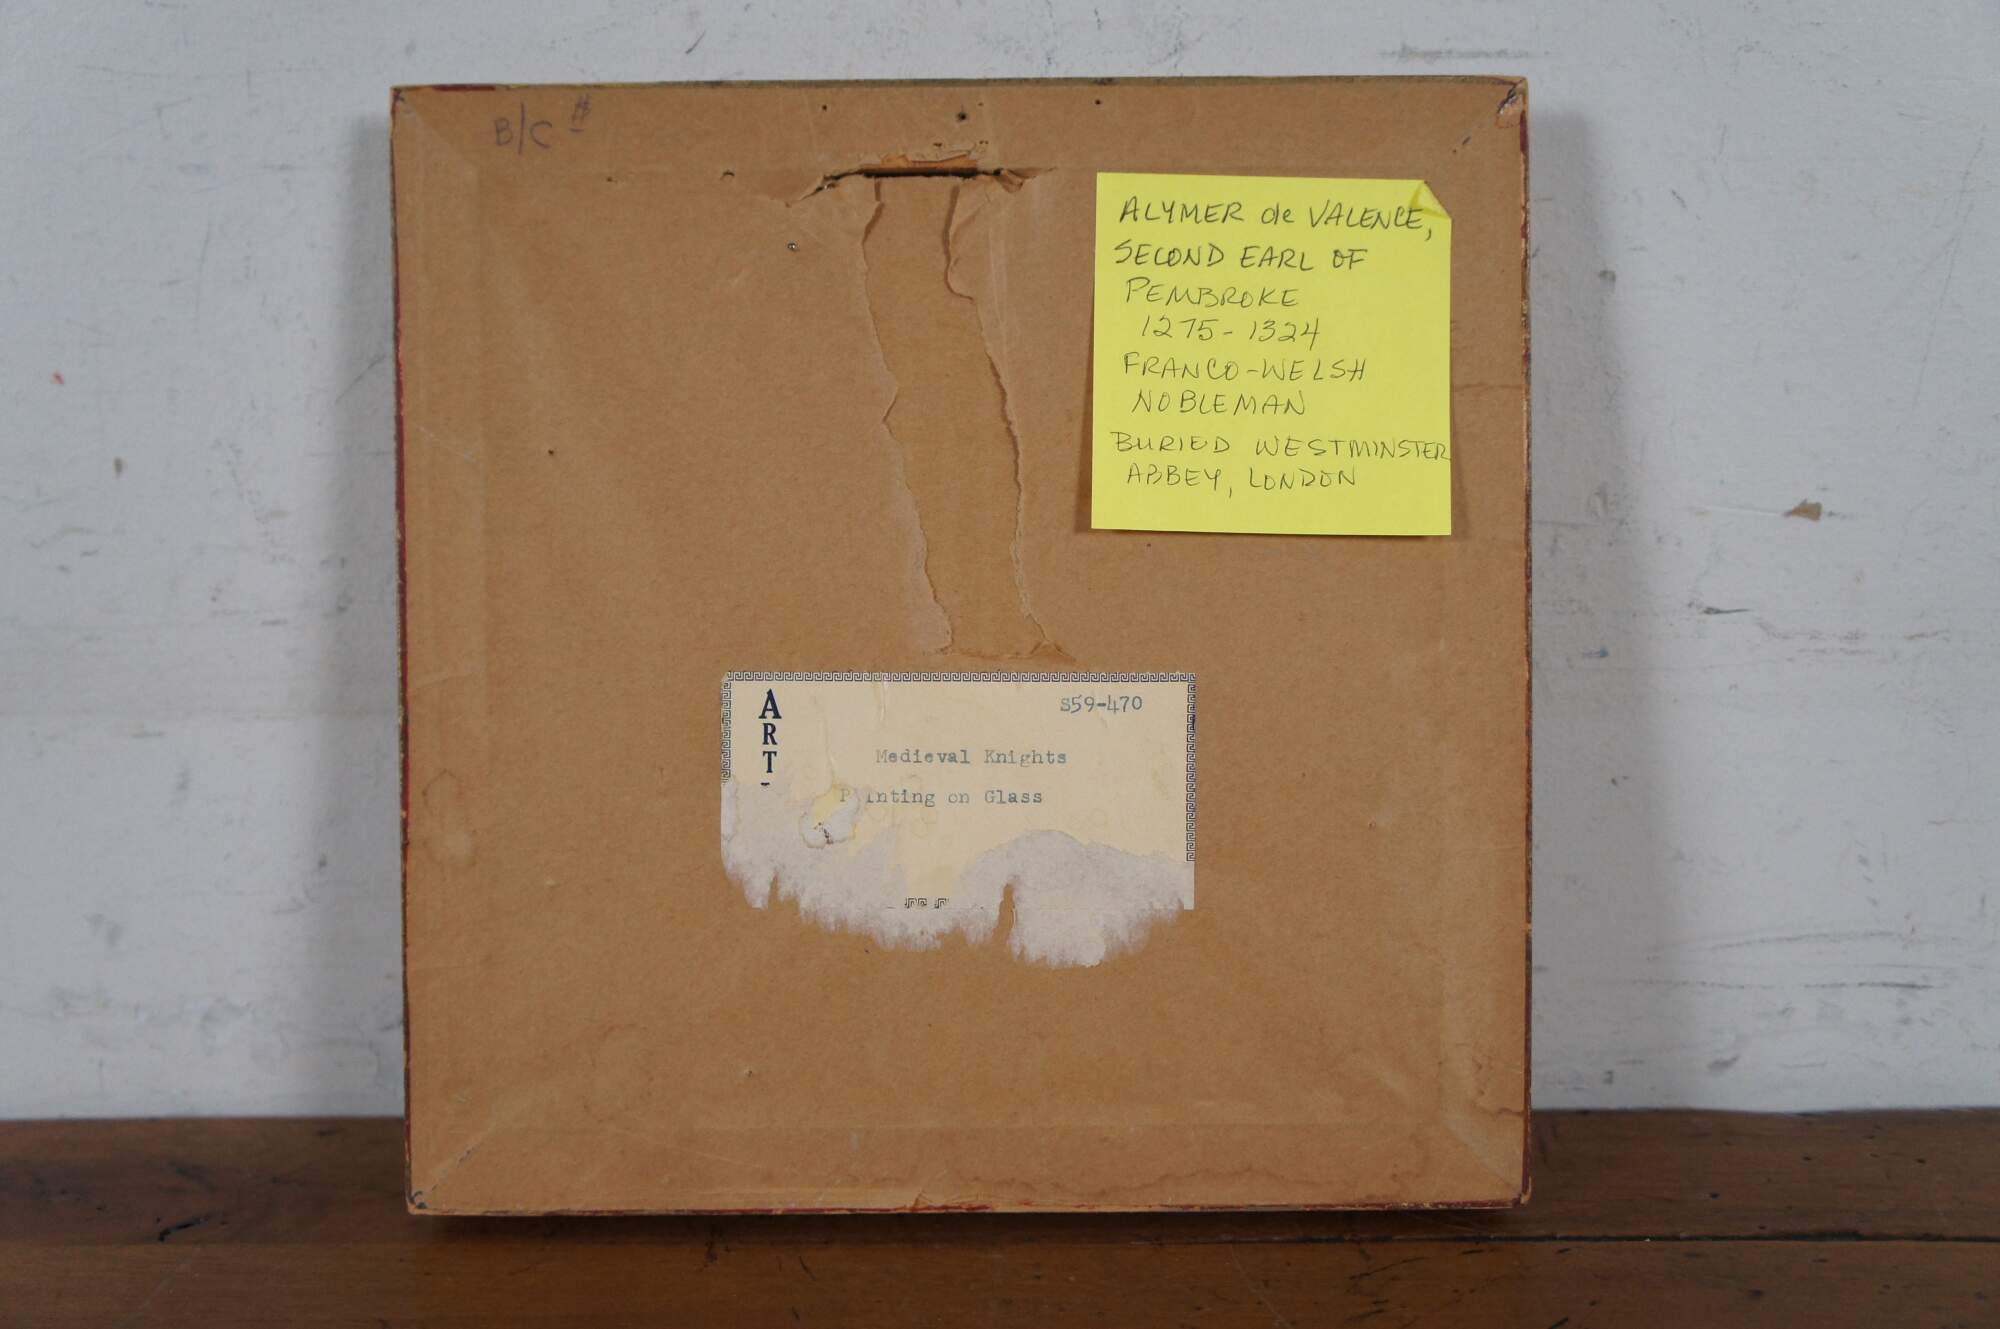 B/C #
ALYMER de VALENCE,
SECOND EARL OF
PEMBROKE
1275-1324
FRANCO-WELSH
NOBLEMAN
BURIED WESTMINSTER
ABBEY, LONDON
ART
S59-470
Medieval Knights
P inting on Glass